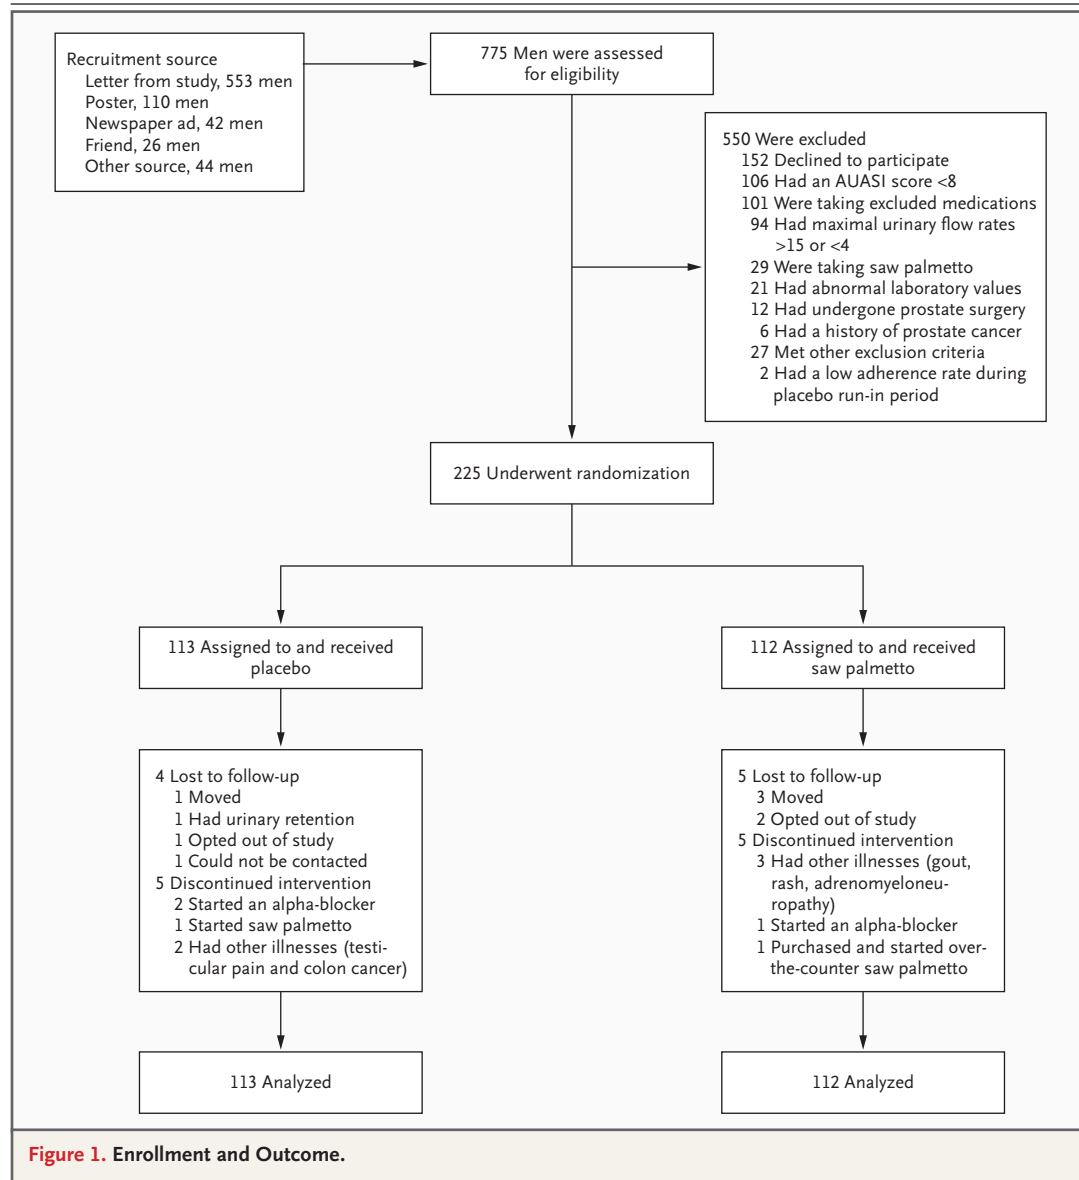 Recruitment source
Letter from study, 553 men
Poster, 110 men
Newspaper ad, 42 men
Friend, 26 men
Other source, 44 men
775 Men were assessed
for eligibility
550 Were excluded
152 Declined to participate
106 Had an AUASI score <8
101 Were taking excluded medications
94 Had maximal urinary flow rates
>15 or <4
29 Were taking saw palmetto
21 Had abnormal laboratory values
12 Had undergone prostate surgery
6 Had a history of prostate cancer
27 Met other exclusion criteria
2 Had a low adherence rate during
placebo run-in period
225 Underwent randomization
113 Assigned to and received
placebo
112 Assigned to and received
saw palmetto
4 Lost to follow-up
1 Moved
1 Had urinary retention
1 Opted out of study
1 Could not be contacted
5 Discontinued intervention
2 Started an alpha-blocker
1 Started saw palmetto
2 Had other illnesses (testi-
cular pain and colon cancer)
5 Lost to follow-up
3 Moved
2 Opted out of study
5 Discontinued intervention
3 Had other illnesses (gout,
rash, adrenomyeloneu-
ropathy)
1 Started an alpha-blocker
1 Purchased and started over-
the-counter saw palmetto
113 Analyzed
112 Analyzed
Figure 1. Enrollment and Outcome.